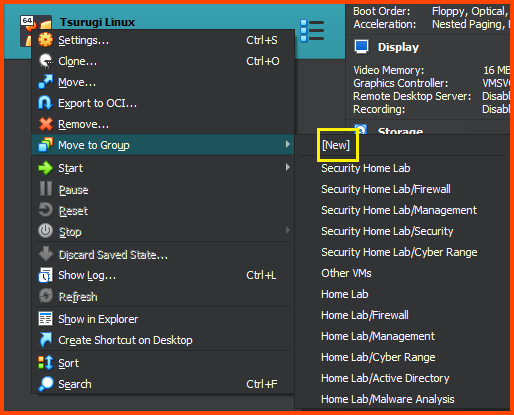 64
Tsurugi Linux
Settings... Ctrl+S
Clone... Ctrl+O
Move...
Export to OCI...
Remove...
Move to Group
Start
Pause
Reset
Stop
Discard Saved State...
Show Log... Ctrl+L
Refresh
Show in Explorer
Create Shortcut on Desktop
Sort
Search Ctrl+F
Boot Order: Floppy, Optical,
Acceleration: Nested Paging,
Display
Video Memory: 16 ME
Graphics Controller: VMSV
Remote Desktop Server: Disab
Recording: Disab
Storage
[New]
Security Home Lab
Security Home Lab/Firewall
Security Home Lab/Management
Security Home Lab/Security
Security Home Lab/Cyber Range
Other VMs
Home Lab
Home Lab/Firewall
Home Lab/Management
Home Lab/Cyber Range
Home Lab/Active Directory
Home Lab/Malware Analysis